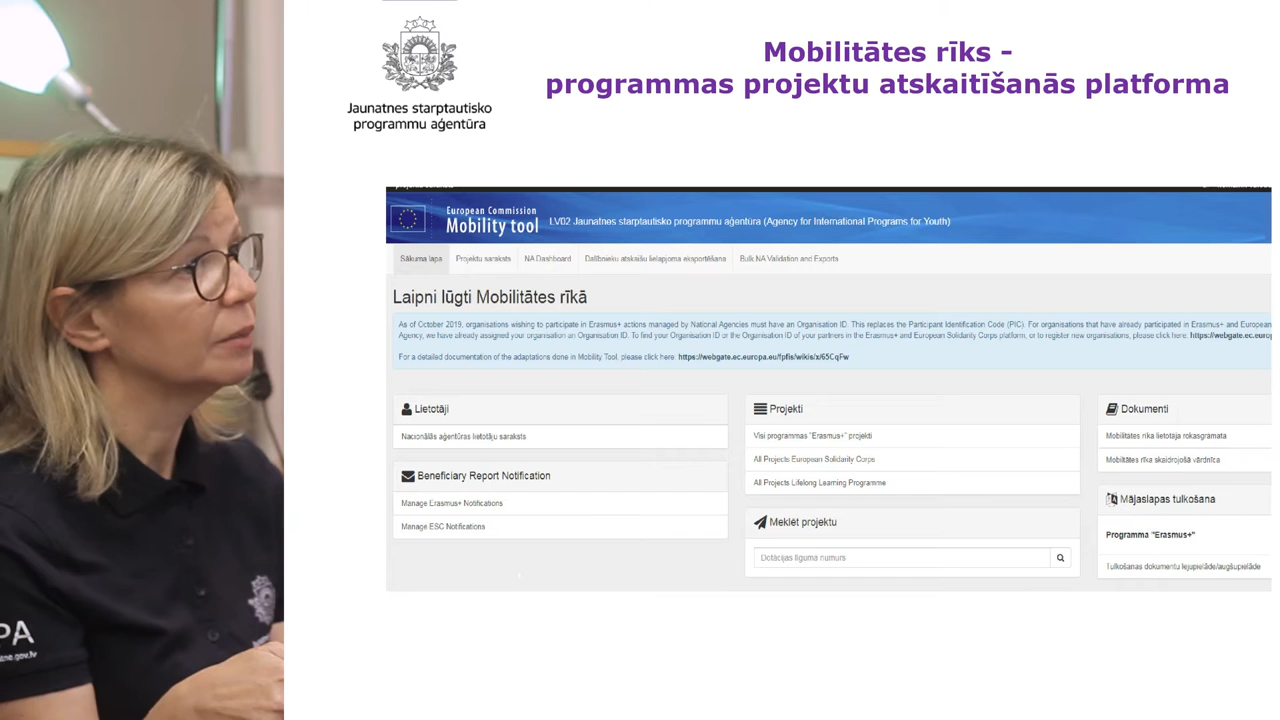 Jaunatnes starptautisko
programmu aģentūra
Mobilitātes rīks -
programmas projektu atskaitīšanās platforma
European Commission
Mobility tool
LV02 Jaunatnes starptautisko programmu aģentūra (Agency for International Programs for Youth)
Sākuma lapa
Projektu saraksts
NA Dashboard
Dalībnieku atskaišu lielapjoma eksportēšana
Bulk NA Validation and Exports
Laipni lūgti Mobilitātes rīkā
As of October 2019, organisations wishing to participate in Erasmus+ actions managed by National Agencies must have an Organisation ID. This replaces the Participant Identification Code (PIC). For organisations that have already participated in Erasmus+ and European
Agency, we have already assigned your organisation an Organisation ID. To find your Organisation ID or the Organisation ID of your partners in the Erasmus+ and European Solidarity Corps platform, or to register new organisations, please click here: https://webgate.ec.europ
For a detailed documentation of the adaptations done in Mobility Tool, please click here: https://webgate.ec.europa.eu/fpfis/wikis/x/65CqFw
Lietotāji
Nacionālās aģentūras lietotāju saraksts
Beneficiary Report Notification
Manage Erasmus+ Notifications
Manage ESC Notifications
Projekti
Visi programmas "Erasmus+" projekti
All Projects European Solidarity Corps
All Projects Lifelong Learning Programme
Meklēt projektu
Dotācijas līguma numurs
Dokumenti
Mobilitātes rīka lietotāja rokasgrāmata
Mobilitātes rīka skaidrojošā vārdnīca
Mājaslapas tulkošana
Programma "Erasmus+"
Tulkošanas dokumentu lejupielāde/augšupielāde
PA
ne.gov.lv